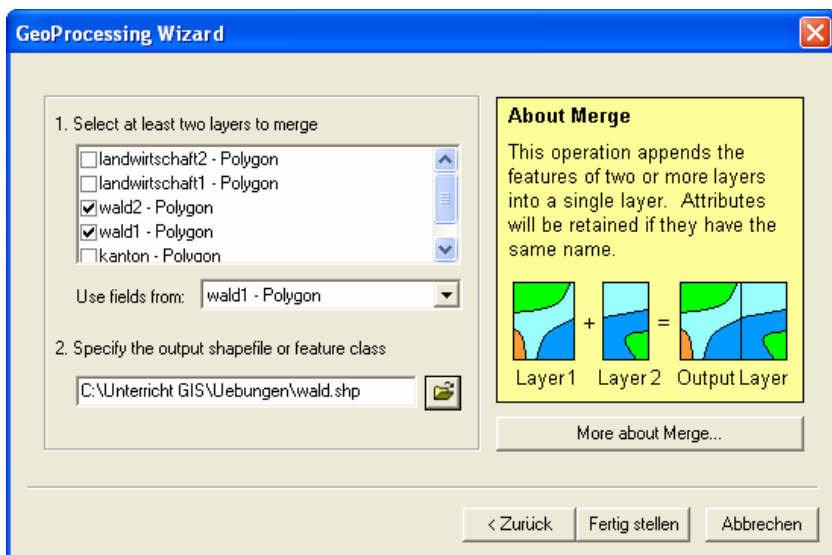 GeoProcessing Wizard
1. Select at least two layers to merge
landwirtschaft2 - Polygon
landwirtschaft1 - Polygon
wald2 - Polygon
wald1 - Polygon
kanton - Polygon
Use fields from: wald1 - Polygon
2. Specify the output shapefile or feature class
C:\Unterricht GIS\Uebungen\wald.shp
About Merge
This operation appends the
features of two or more layers
into a single layer. Attributes
will be retained if they have the
same name.
+ =
Layer 1 Layer 2 Output Layer
More about Merge...
< Zurück Fertig stellen Abbrechen